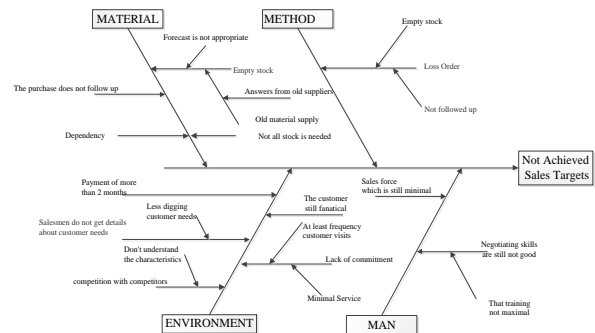 MATERIAL
METHOD
Forecast is not appropriate
Empty stock
Empty stock
Loss Order
The purchase does not follow up
Answers from old suppliers
Not followed up
Old material supply
Dependency
Not all stock is needed
Not Achieved
Sales Targets
Payment of more
than 2 months
Sales force
which is still minimal
Less digging
customer needs
The customer
still fanatical
Salesmen do not get details
about customer needs
At least frequency
customer visits
Negotiating skills
are still not good
Don't understand
the characteristics
Lack of commitment
competition with competitors
Minimal Service
That training
not maximal
ENVIRONMENT
MAN